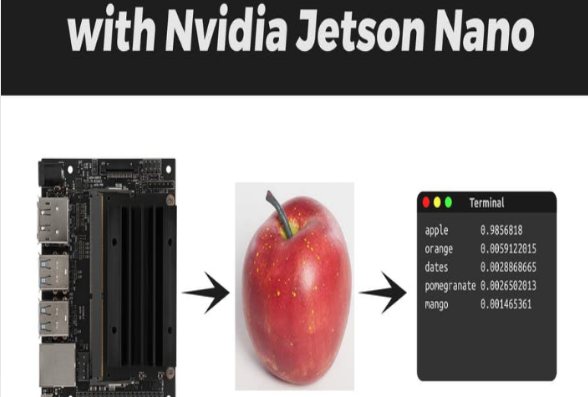 with Nvidia Jetson Nano
Terminal
apple 0.9856818
orange 0.0059122015
dates 0.0028868665
pomegranate 0.0026502013
mango 0.001465361